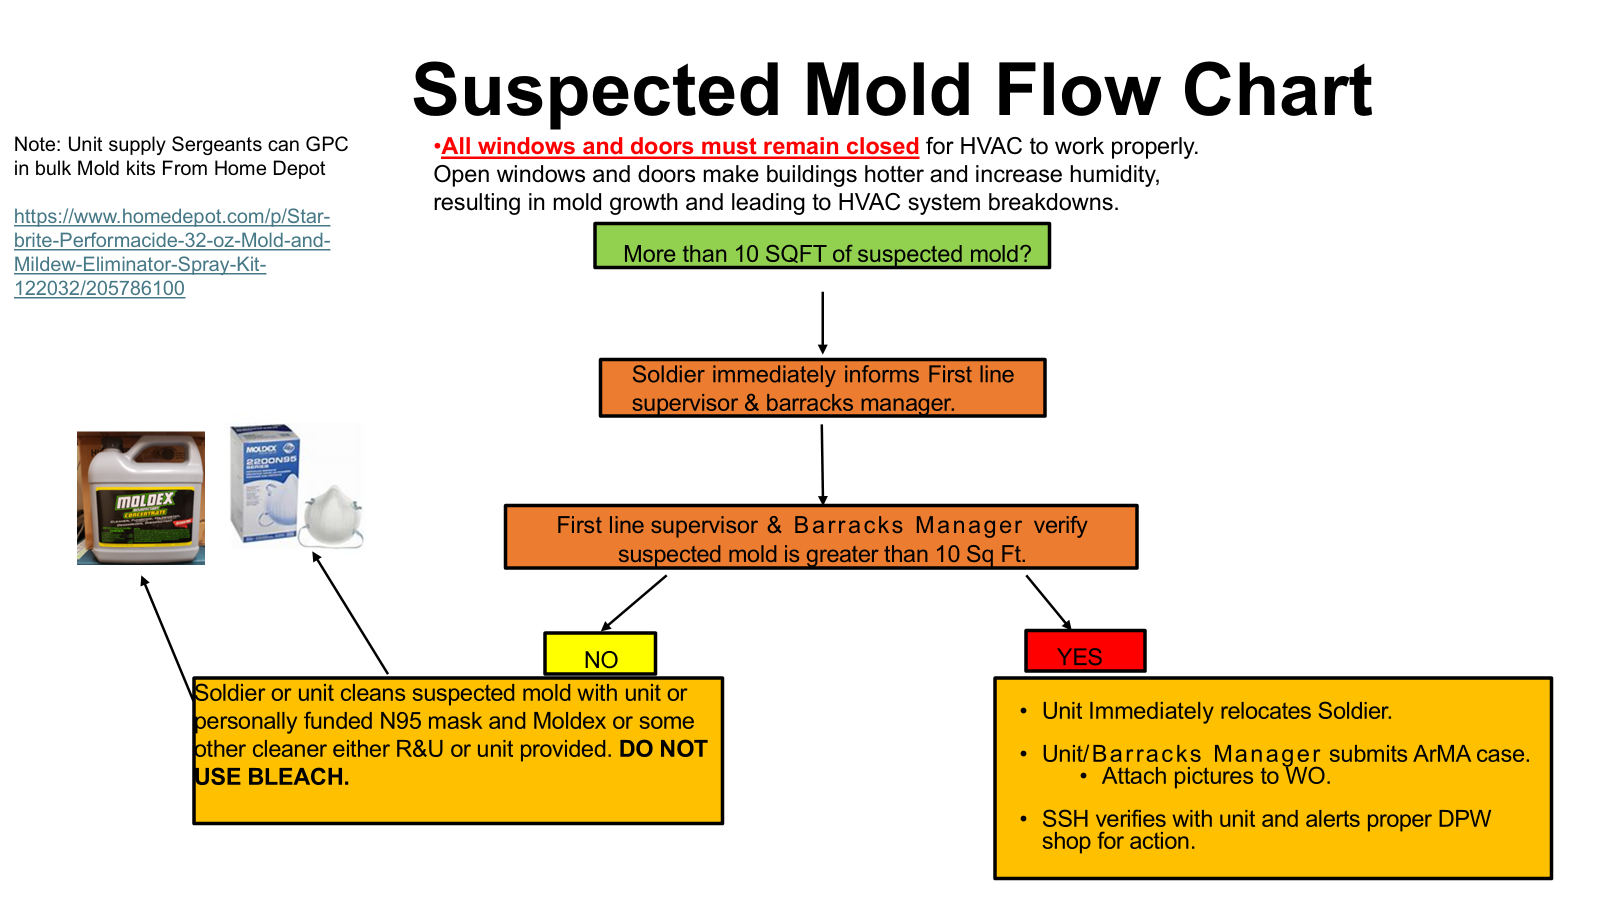 Suspected Mold Flow Chart
Note: Unit supply Sergeants can GPC
in bulk Mold kits From Home Depot
https://www.homedepot.com/p/Star-
brite-Performacide-32-oz-Mold-and-
Mildew-Eliminator-Spray-Kit-
122032/205786100
•All windows and doors must remain closed for HVAC to work properly.
Open windows and doors make buildings hotter and increase humidity,
resulting in mold growth and leading to HVAC system breakdowns.
More than 10 SQFT of suspected mold?
Soldier immediately informs First line
supervisor & barracks manager.
First line supervisor & Barracks Manager verify
suspected mold is greater than 10 Sq Ft.
MOLDEX
CONCENTRATE
MOLDEX
2200N95
SERIES
NO
Soldier or unit cleans suspected mold with unit or
personally funded N95 mask and Moldex or some
other cleaner either R&U or unit provided. DO NOT
USE BLEACH.
YES
• Unit Immediately relocates Soldier.
• Unit/Barracks Manager submits ArMA case.
• Attach pictures to WO.
• SSH verifies with unit and alerts proper DPW
shop for action.